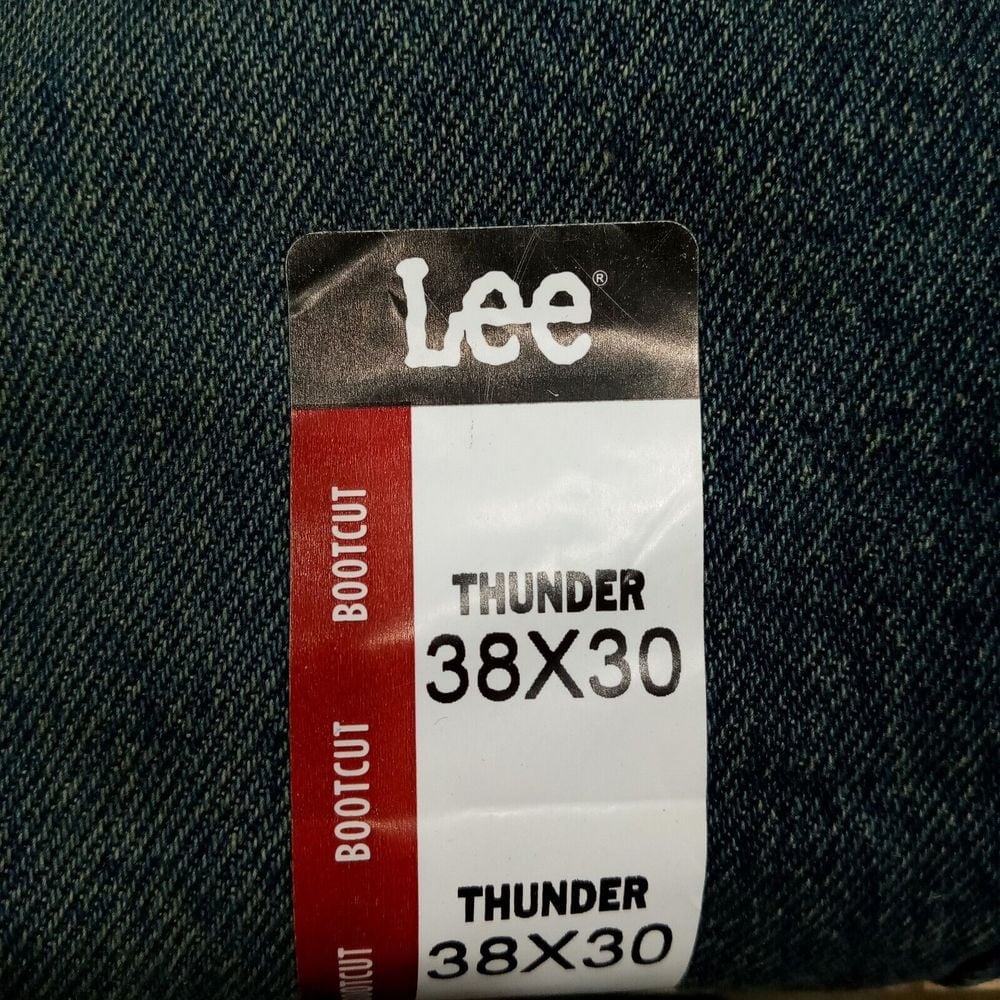 Lee®
BOOTCUT
THUNDER
38X30
BOOTCUT
THUNDER
38X30